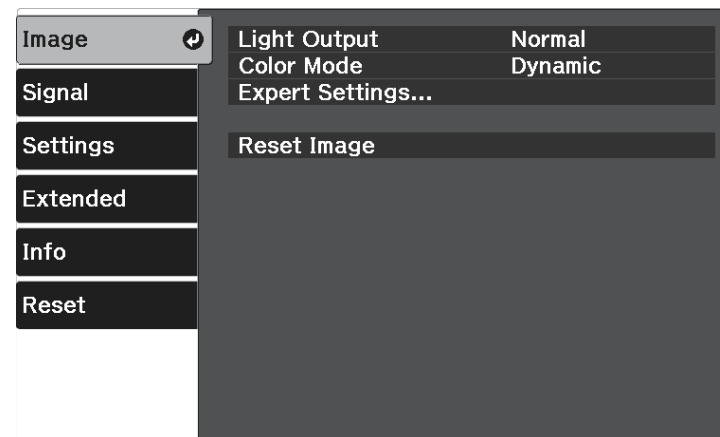 Image
Signal
Settings
Extended
Info
Reset
Light Output Normal
Color Mode Dynamic
Expert Settings...
Reset Image